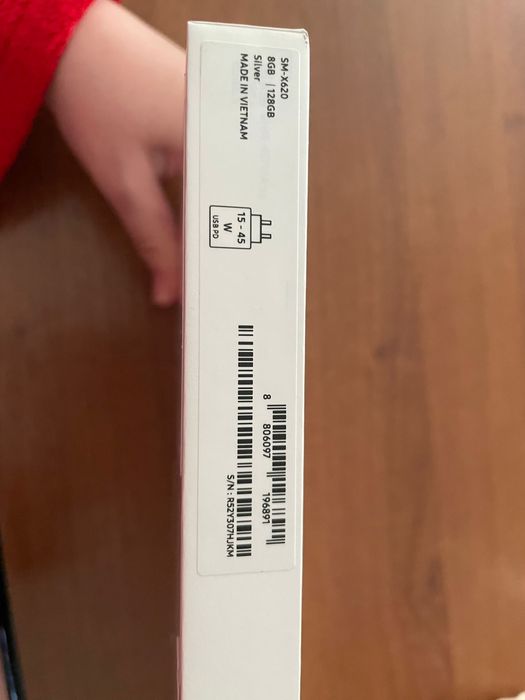 SM-X620
8GB | 128GB
Silver
MADE IN VIETNAM
15 - 45
W
USB PD
8 806097 196891
S/N : R52Y307HJKM